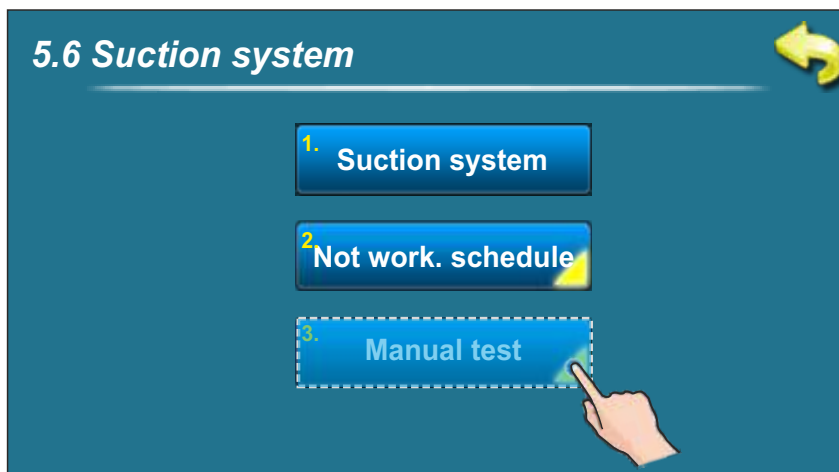 5.6 Suction system
1.
Suction system
2
Not work. schedule
3.
Manual test